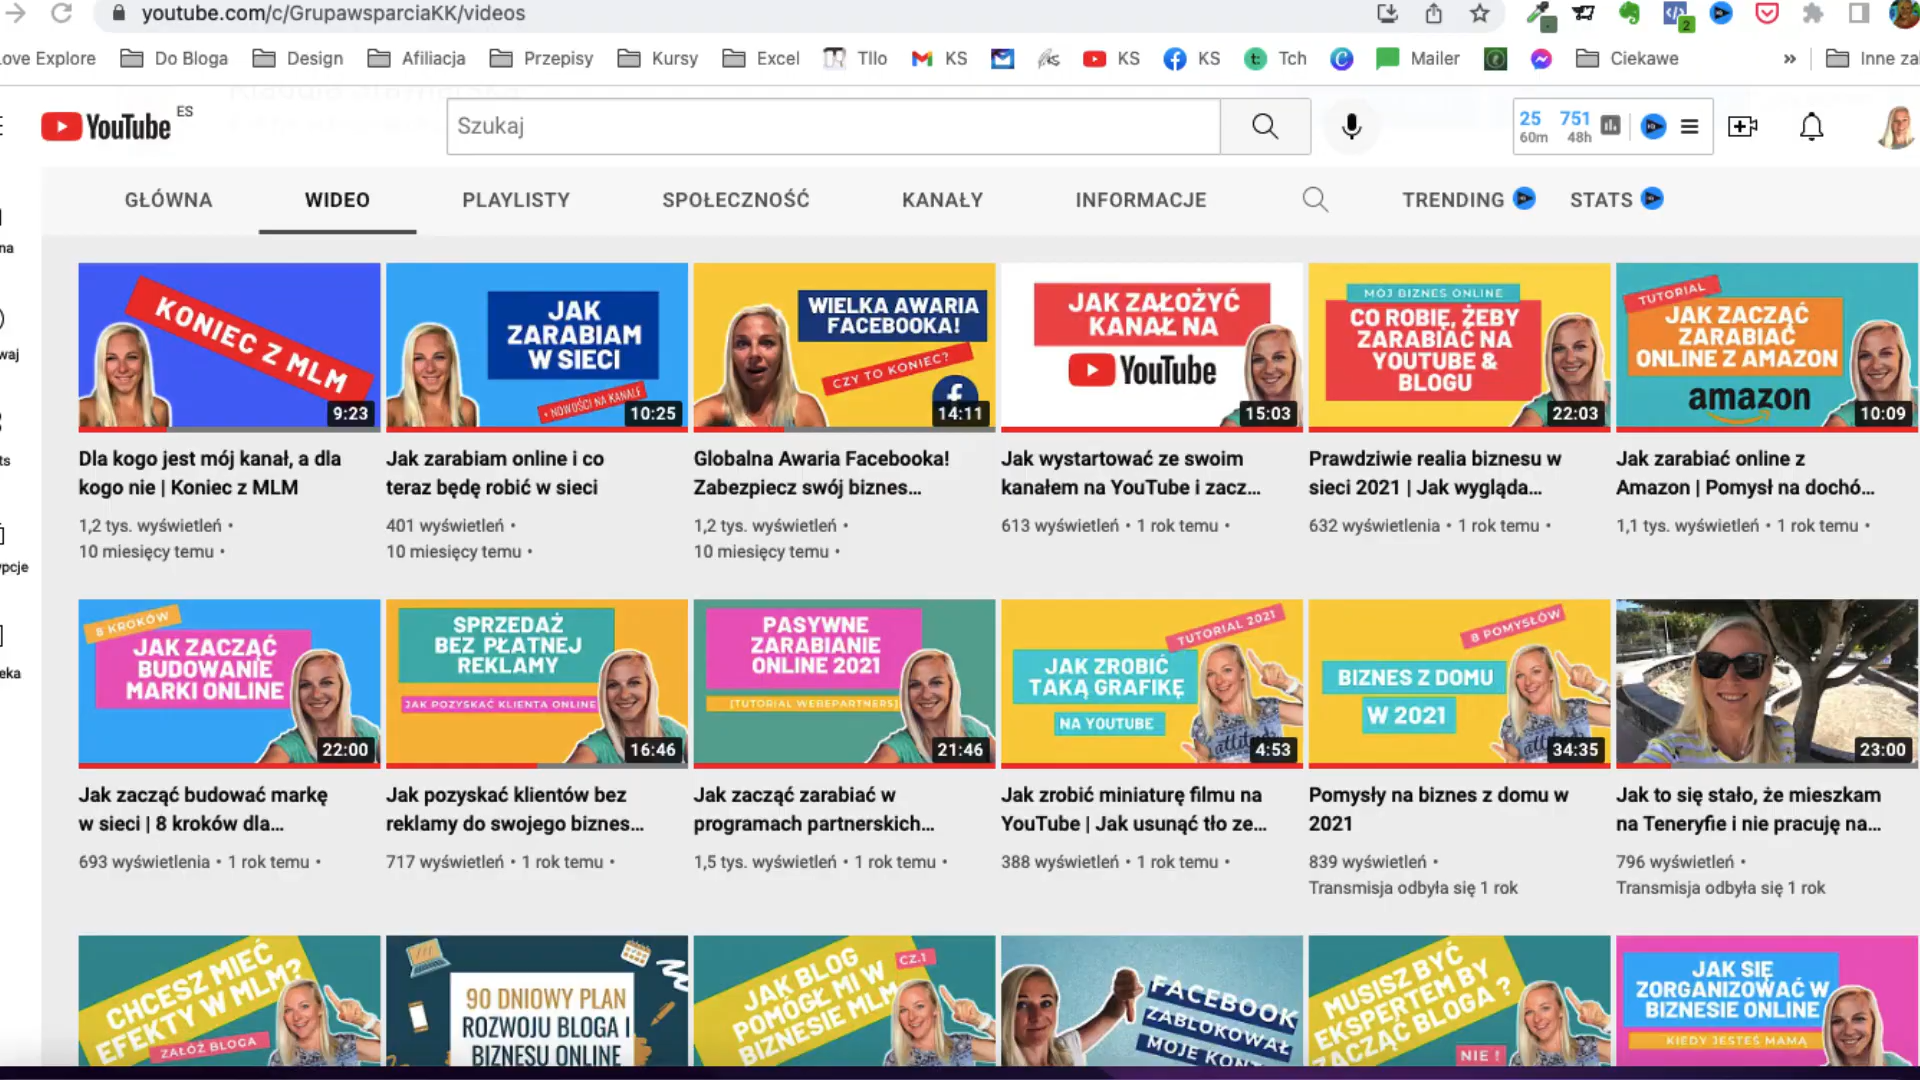 youtube.com/c/GrupawsparciaKK/videos
ove Explore Do Bloga Design Afiliacja Przepisy Kursy Excel Tllo KS KS KS Tch Mailer Ciekawe » Inne za
YouTube ES Szukaj 25 60m 751 48h
GŁÓWNA WIDEO PLAYLISTY SPOŁECZNOŚĆ KANAŁY INFORMACJE TRENDING STATS
na
waj
ts
pcje
eka
KONIEC Z MLM
9:23
Dla kogo jest mój kanał, a dla
kogo nie | Koniec z MLM
1,2 tys. wyświetleń •
10 miesięcy temu •
JAK
ZARABIAM
W SIECI
+ NOWOŚCI NA KANALE
10:25
Jak zarabiam online i co
teraz będę robić w sieci
401 wyświetleń •
10 miesięcy temu •
WIELKA AWARIA
FACEBOOKA!
CZY TO KONIEC?
14:11
Globalna Awaria Facebooka!
Zabezpiecz swój biznes...
1,2 tys. wyświetleń •
10 miesięcy temu •
JAK ZAŁOŻYĆ
KANAŁ NA
YouTube
15:03
Jak wystartować ze swoim
kanałem na YouTube i zacz...
613 wyświetleń • 1 rok temu •
MÓJ BIZNES ONLINE
CO ROBIĘ, ŻEBY
ZARABIAĆ NA
YOUTUBE &
BLOGU
22:03
Prawdziwie realia biznesu w
sieci 2021 | Jak wygląda...
632 wyświetlenia • 1 rok temu •
TUTORIAL
JAK ZACZĄĆ
ZARABIAĆ
ONLINE Z AMAZON
amazon
10:09
Jak zarabiać online z
Amazon | Pomysł na dochó...
1,1 tys. wyświetleń • 1 rok temu •
8 KROKÓW
JAK ZACZĄĆ
BUDOWANIE
MARKI ONLINE
22:00
Jak zacząć budować markę
w sieci | 8 kroków dla...
693 wyświetlenia • 1 rok temu •
SPRZEDAŻ
BEZ PŁATNEJ
REKLAMY
JAK POZYSKAĆ KLIENTA ONLINE
16:46
Jak pozyskać klientów bez
reklamy do swojego biznes...
717 wyświetleń • 1 rok temu •
PASYWNE
ZARABIANIE
ONLINE 2021
[TUTORIAL WEBEPARTNERS]
21:46
Jak zacząć zarabiać w
programach partnerskich...
1,5 tys. wyświetleń • 1 rok temu •
TUTORIAL 2021
JAK ZROBIĆ
TAKĄ GRAFIKĘ
NA YOUTUBE
4:53
Jak zrobić miniaturę filmu na
YouTube | Jak usunąć tło ze...
388 wyświetleń • 1 rok temu •
8 POMYSŁÓW
BIZNES Z DOMU
W 2021
34:35
Pomysły na biznes z domu w
2021
839 wyświetleń •
Transmisja odbyła się 1 rok
23:00
Jak to się stało, że mieszkam
na Teneryfie i nie pracuję na...
796 wyświetleń •
Transmisja odbyła się 1 rok
CHCESZ MIEĆ
EFEKTY W MLM?
ZAŁÓŻ BLOGA
90 DNIOWY PLAN
ROZWOJU BLOGA I
BIZNESU ONLINE
JAK BLOG CZ.1
POMÓGŁ MI W
BIZNESIE MLM
FACEBOOK
ZABLOKOWAŁ
MOJE KONT
MUSISZ BYĆ
EKSPERTEM BY
ZACZĄĆ BLOGA ?
NIE !
JAK SIĘ
ZORGANIZOWAĆ W
BIZNESIE ONLINE
KIEDY JESTEŚ MAMĄ